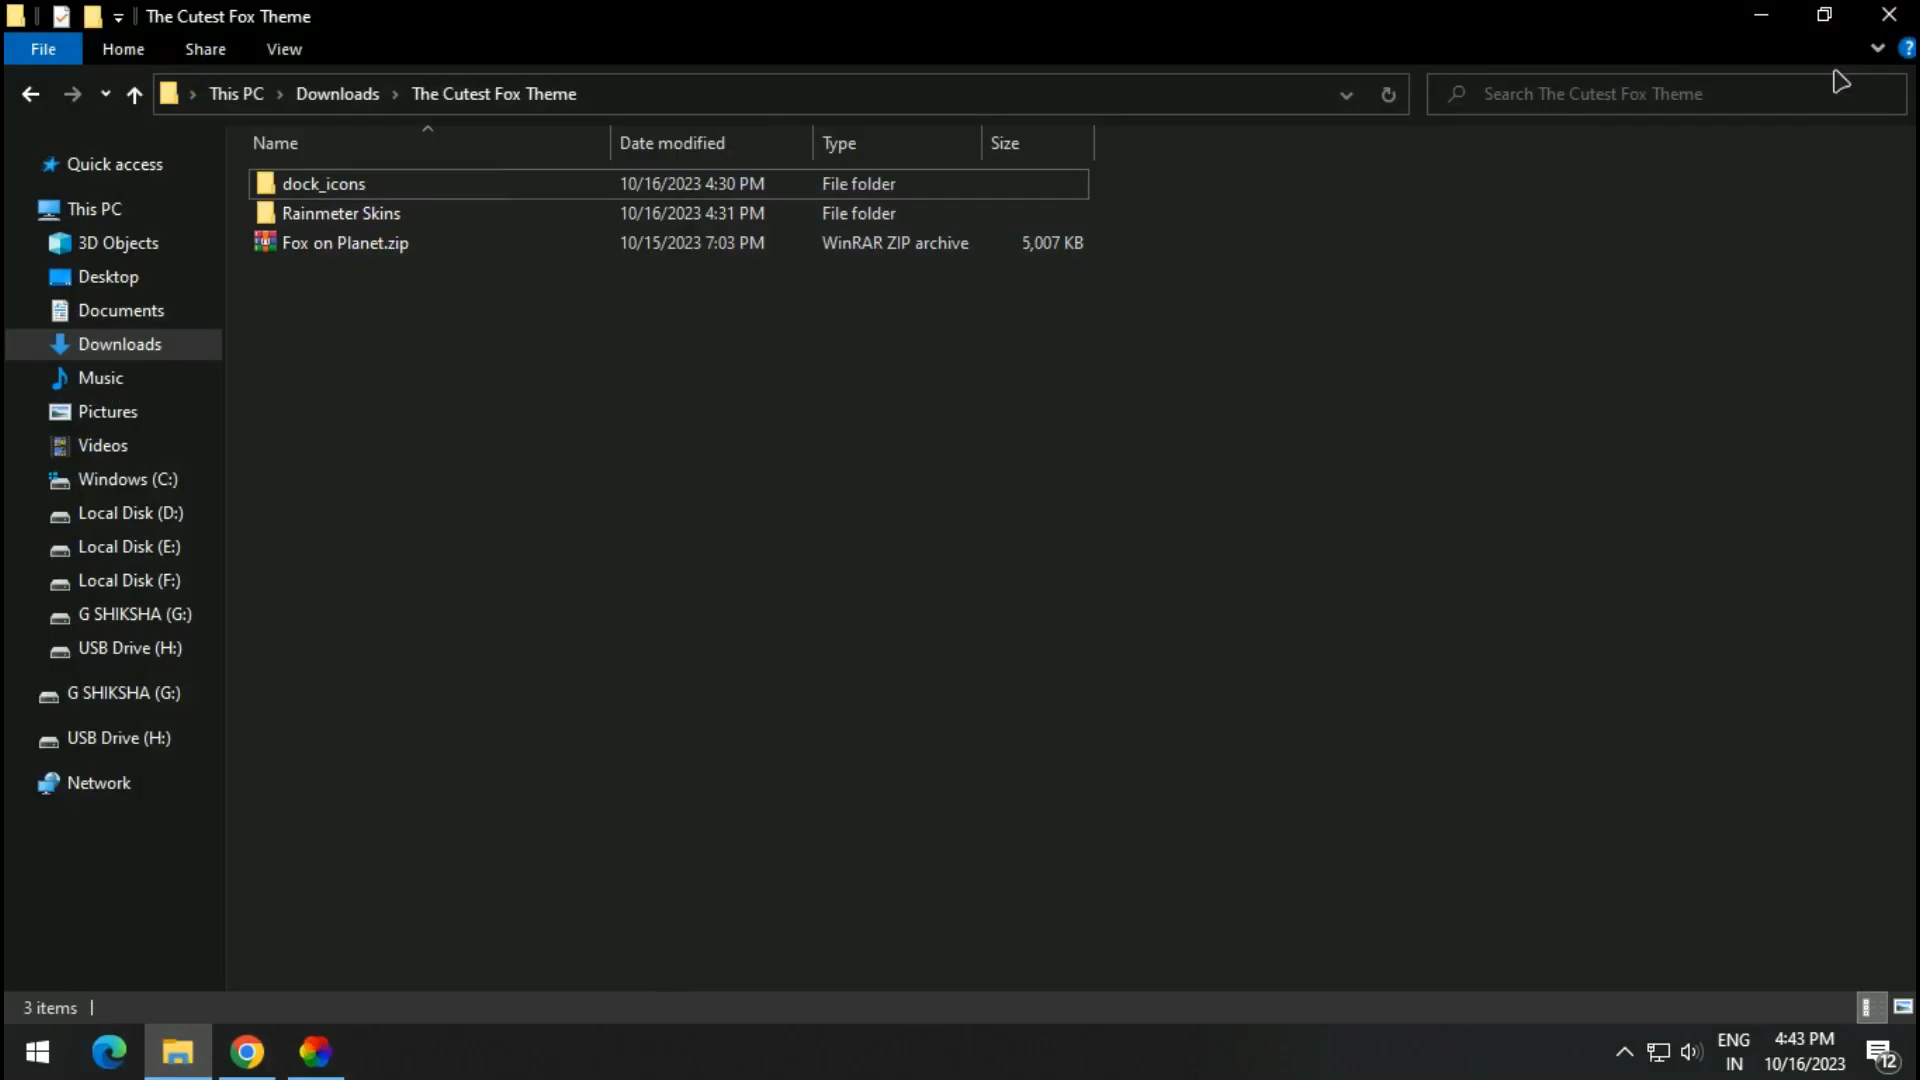 The Cutest Fox Theme
File Home Share View
This PC Downloads The Cutest Fox Theme Search The Cutest Fox Theme
Name Date modified Type Size
dock_icons 10/16/2023 4:30 PM File folder
Rainmeter Skins 10/16/2023 4:31 PM File folder
Fox on Planet.zip 10/15/2023 7:03 PM WinRAR ZIP archive 5,007 KB
Quick access
This PC
3D Objects
Desktop
Documents
Downloads
Music
Pictures
Videos
Windows (C:)
Local Disk (D:)
Local Disk (E:)
Local Disk (F:)
G SHIKSHA (G:)
USB Drive (H:)
G SHIKSHA (G:)
USB Drive (H:)
Network
3 items
ENG 4:43 PM
IN 10/16/2023 12